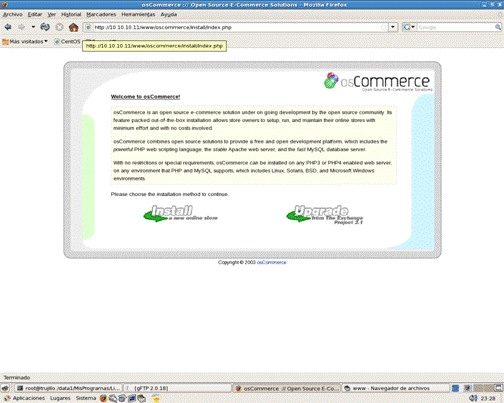 osCommerce :: Open Source E-Commerce Solutions - Mozilla Firefox
Archivo Editar Ver Historial Marcadores Herramientas Ayuda
http://10.10.10.11/www/oscommerce/install/index.php
Google
Más visitados CentOS
http://10.10.10.11/www/oscommerce/install/index.php
osCommerce
Open Source E-Commerce Solutions
Welcome to osCommerce!
osCommerce is an open source e-commerce solution under on going development by the open source community. Its
feature packed out-of-the-box installation allows store owners to setup, run, and maintain their online stores with
minimum effort and with no costs involved.
osCommerce combines open source solutions to provide a free and open development platform, which includes the
powerful PHP web scripting language, the stable Apache web server, and the fast MySQL database server.
With no restrictions or special requirements, osCommerce can be installed on any PHP3 or PHP4 enabled web server,
on any environment that PHP and MySQL supports, which includes Linux, Solaris, BSD, and Microsoft Windows
environments.
Please choose the installation method to continue.
Install
a new online store
Upgrade
from The Exchange
Project 2.1
Copyright © 2003 osCommerce
Terminado
root@trujillo:/data1/MisProgramas/Li... [gFTP 2.0.18] osCommerce :: Open Source E-Co... www - Navegador de archivos
Aplicaciones Lugares Sistema 23:28